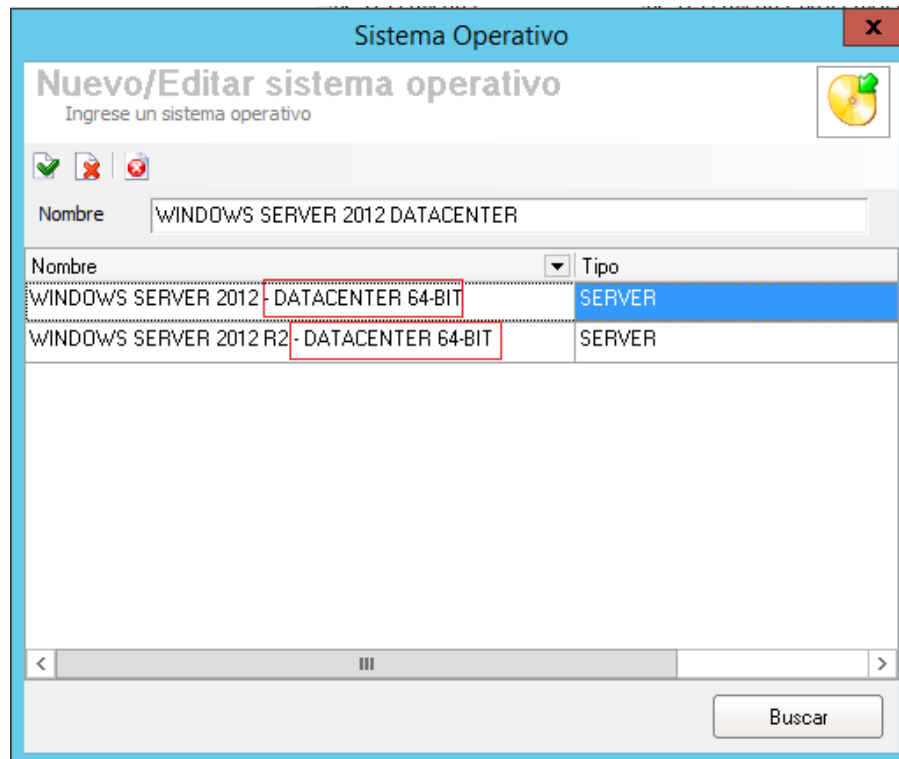 Sistema Operativo
x
Nuevo/Editar sistema operativo
Ingrese un sistema operativo
Nombre WINDOWS SERVER 2012 DATACENTER
Nombre Tipo
WINDOWS SERVER 2012 - DATACENTER 64-BIT SERVER
WINDOWS SERVER 2012 R2 - DATACENTER 64-BIT SERVER
Buscar